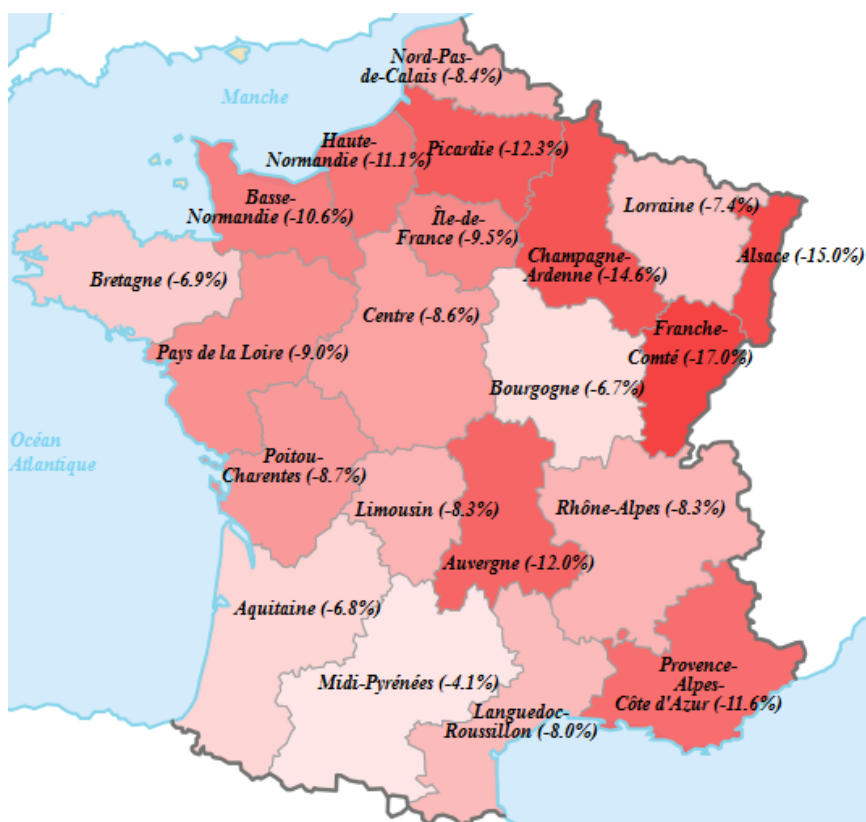 Nord-Pas-
de-Calais (-8.4%)
Manche
Haute-
Normandie (-11.1%)
Picardie (-12.3%)
Basse-
Normandie (-10.6%)
Île-de-
France (-9.5%)
Lorraine (-7.4%)
Champagne-
Ardenne (-14.6%)
Alsace (-15.0%)
Bretagne (-6.9%)
Centre (-8.6%)
Franche-
Comté (-17.0%)
Pays de la Loire (-9.0%)
Bourgogne (-6.7%)
Océan
Atlantique
Poitou-
Charentes (-8.7%)
Limousin (-8.3%)
Rhône-Alpes (-8.3%)
Auvergne (-12.0%)
Aquitaine (-6.8%)
Midi-Pyrénées (-4.1%)
Provence-
Alpes-
Côte d'Azur (-11.6%)
Languedoc-
Roussillon (-8.0%)